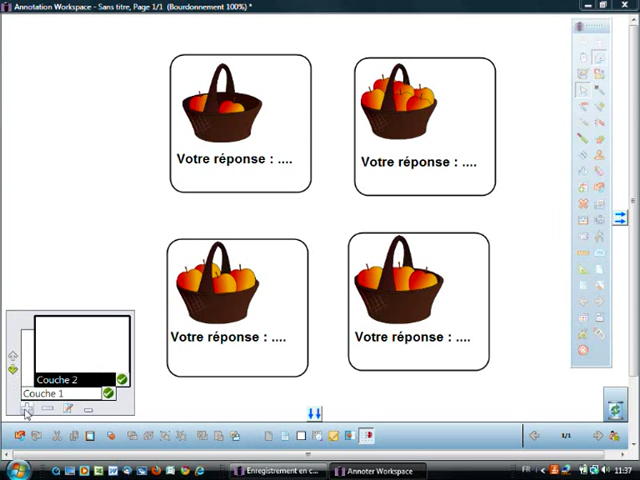 Annotation Workspace - Sans titre, Page 1/1 (Bourdonnement 100%) *
Votre réponse : ....
Votre réponse : ....
Votre réponse : ....
Votre réponse : ....
Couche 2
Couche 1
1/1
Enregistrement en c...
Annoter Workspace
FR
11:37